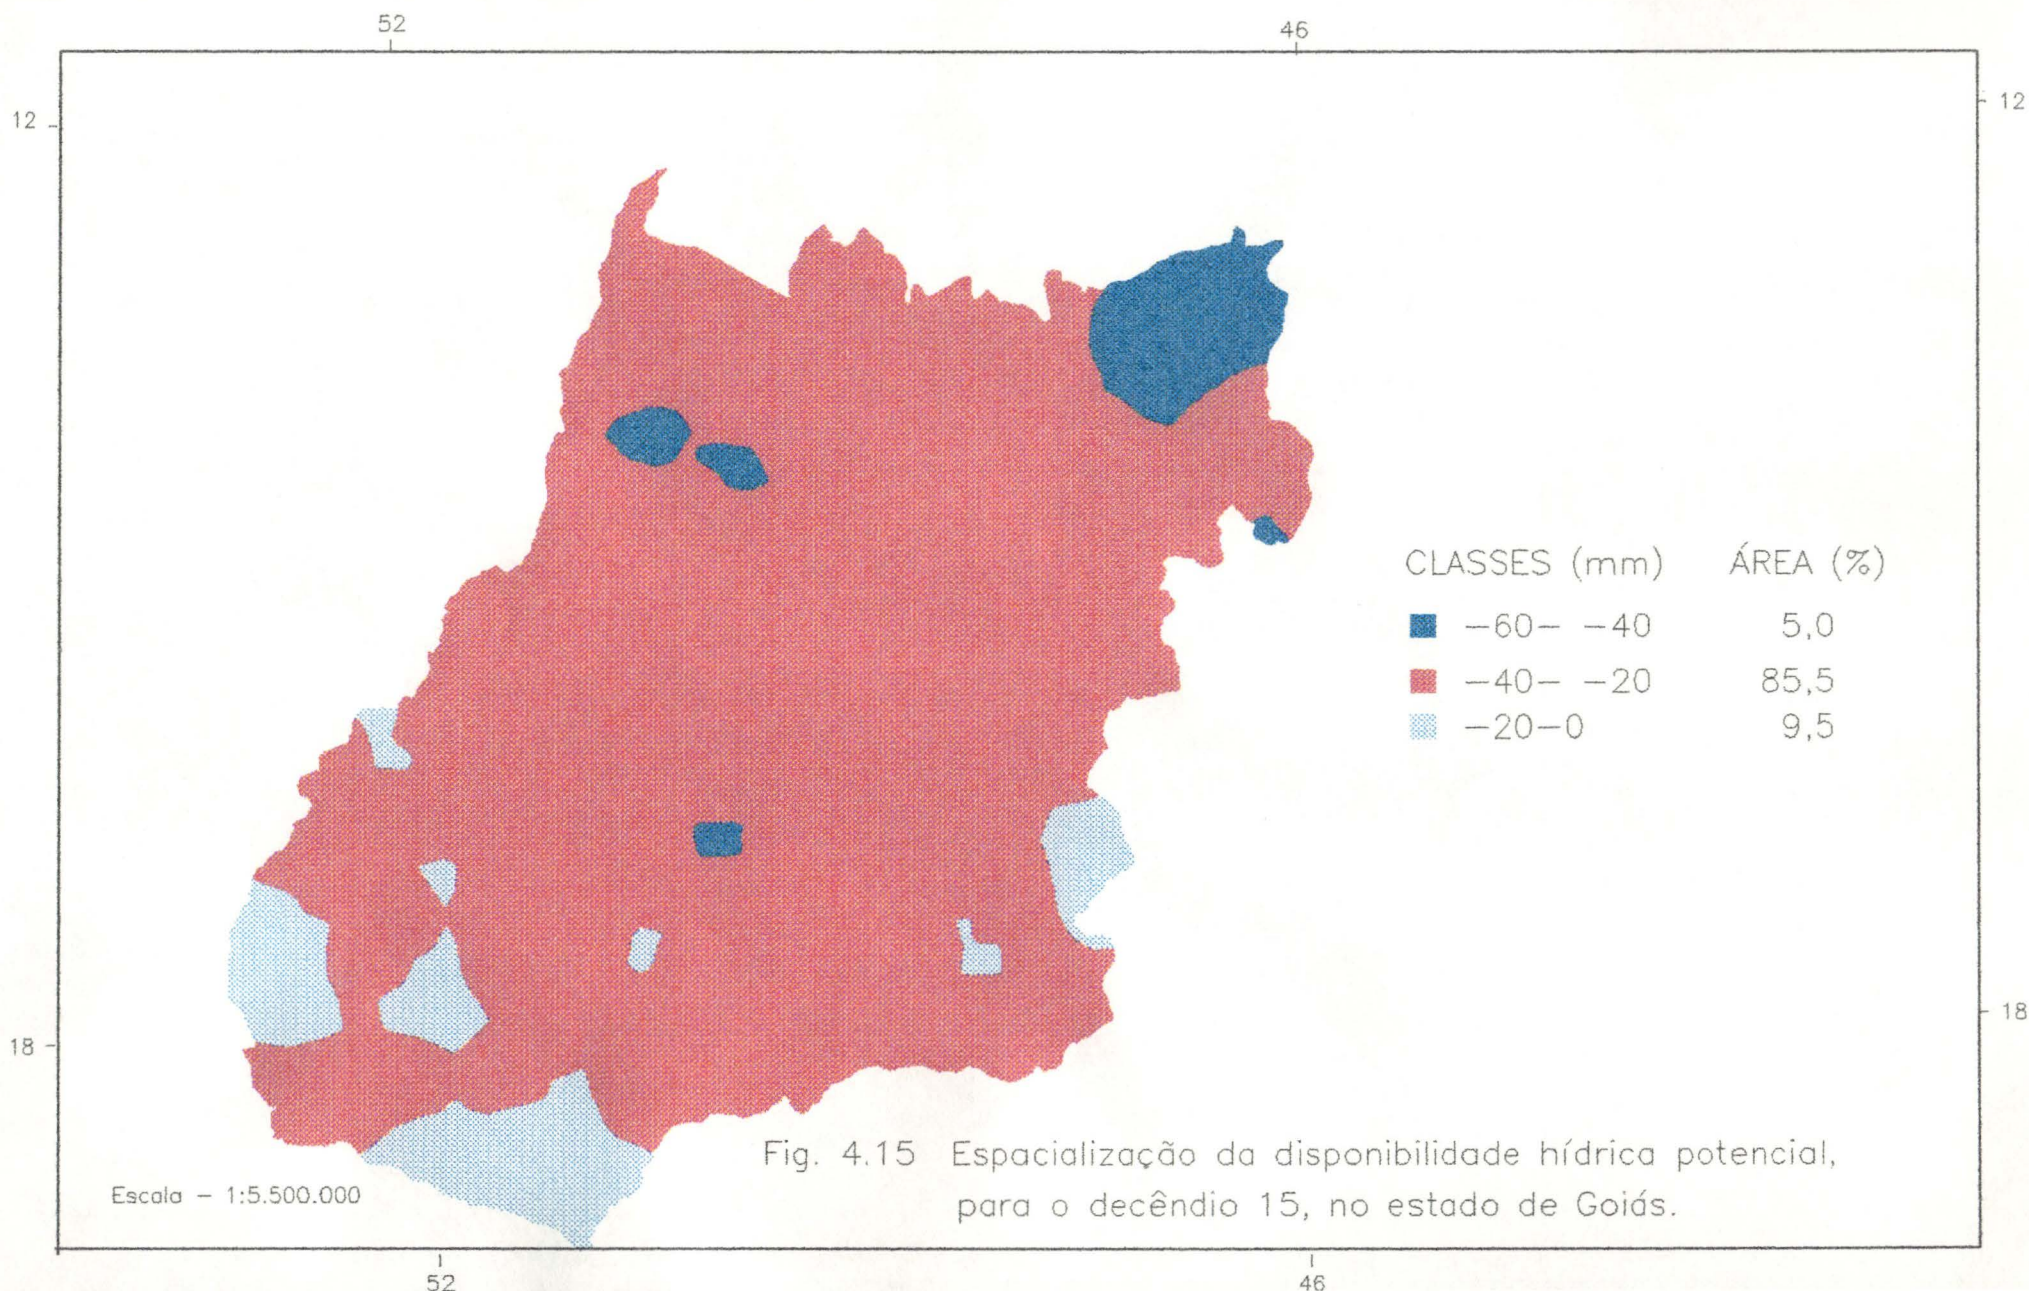 52 46
12 12
CLASSES (mm) ÁREA (%)
−60− −40 5,0
−40− −20 85,5
−20−0 9,5
18 18
Fig. 4.15 Espacialização da disponibilidade hídrica potencial,
para o decêndio 15, no estado de Goiás.
Escala − 1:5.500.000
52 46